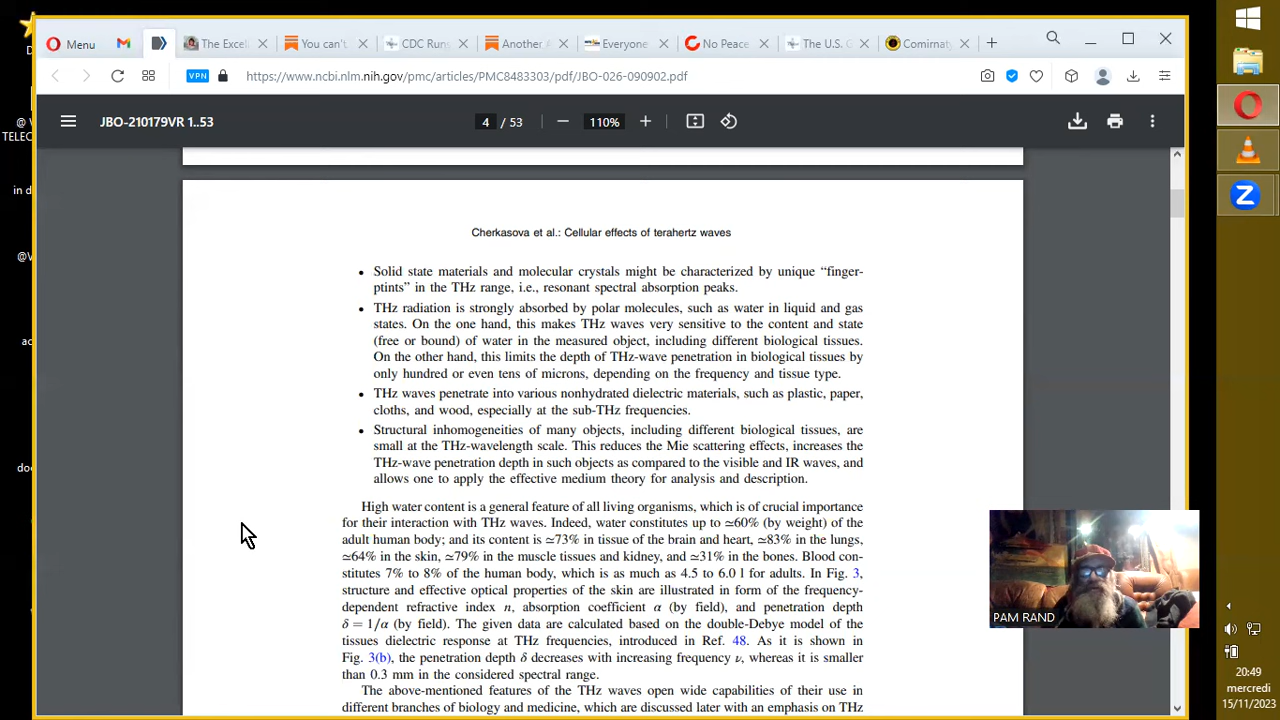 Menu
The Excell
You can't.
CDC Rung
Another A
Everyone
No Peace
The U.S. C
Comirnaty
VPN
https://www.ncbi.nlm.nih.gov/pmc/articles/PMC8483303/pdf/JBO-026-090902.pdf
JBO-210179VR 1..53
4 / 53
110%
@ W
TELEC
in d
@W
ac
doc
Cherkasova et al.: Cellular effects of terahertz waves
• Solid state materials and molecular crystals might be characterized by unique “finger-
ptints” in the THz range, i.e., resonant spectral absorption peaks.
• THz radiation is strongly absorbed by polar molecules, such as water in liquid and gas
states. On the one hand, this makes THz waves very sensitive to the content and state
(free or bound) of water in the measured object, including different biological tissues.
On the other hand, this limits the depth of THz-wave penetration in biological tissues by
only hundred or even tens of microns, depending on the frequency and tissue type.
• THz waves penetrate into various nonhydrated dielectric materials, such as plastic, paper,
cloths, and wood, especially at the sub-THz frequencies.
• Structural inhomogeneities of many objects, including different biological tissues, are
small at the THz-wavelength scale. This reduces the Mie scattering effects, increases the
THz-wave penetration depth in such objects as compared to the visible and IR waves, and
allows one to apply the effective medium theory for analysis and description.
High water content is a general feature of all living organisms, which is of crucial importance
for their interaction with THz waves. Indeed, water constitutes up to ≃60% (by weight) of the
adult human body; and its content is ≃73% in tissue of the brain and heart, ≃83% in the lungs,
≃64% in the skin, ≃79% in the muscle tissues and kidney, and ≃31% in the bones. Blood con-
stitutes 7% to 8% of the human body, which is as much as 4.5 to 6.0 l for adults. In Fig. 3,
structure and effective optical properties of the skin are illustrated in form of the frequency-
dependent refractive index n, absorption coefficient α (by field), and penetration depth
δ = 1/α (by field). The given data are calculated based on the double-Debye model of the
tissues dielectric response at THz frequencies, introduced in Ref. 48. As it is shown in
Fig. 3(b), the penetration depth δ decreases with increasing frequency ν, whereas it is smaller
than 0.3 mm in the considered spectral range.
The above-mentioned features of the THz waves open wide capabilities of their use in
different branches of biology and medicine, which are discussed later with an emphasis on THz
PAM RAND
20:49
mercredi
15/11/2023